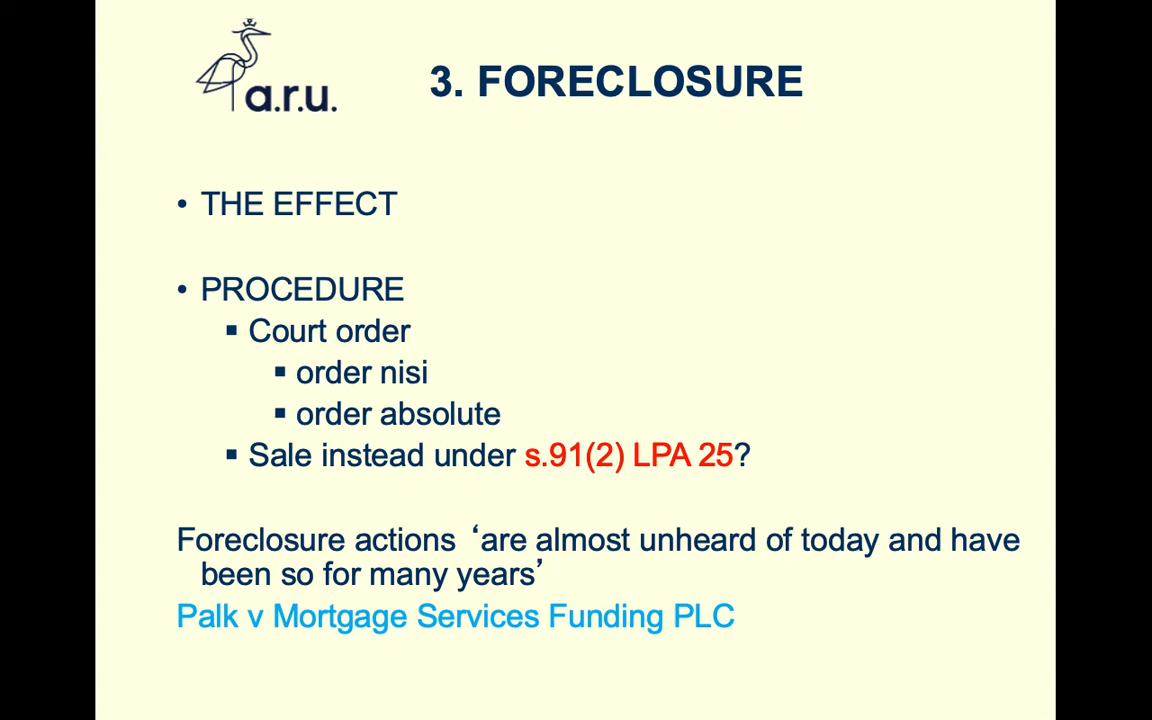 a.r.u.
3. FORECLOSURE
• THE EFFECT
• PROCEDURE
▪ Court order
▪ order nisi
▪ order absolute
▪ Sale instead under s.91(2) LPA 25?
Foreclosure actions ‘are almost unheard of today and have
been so for many years’
Palk v Mortgage Services Funding PLC